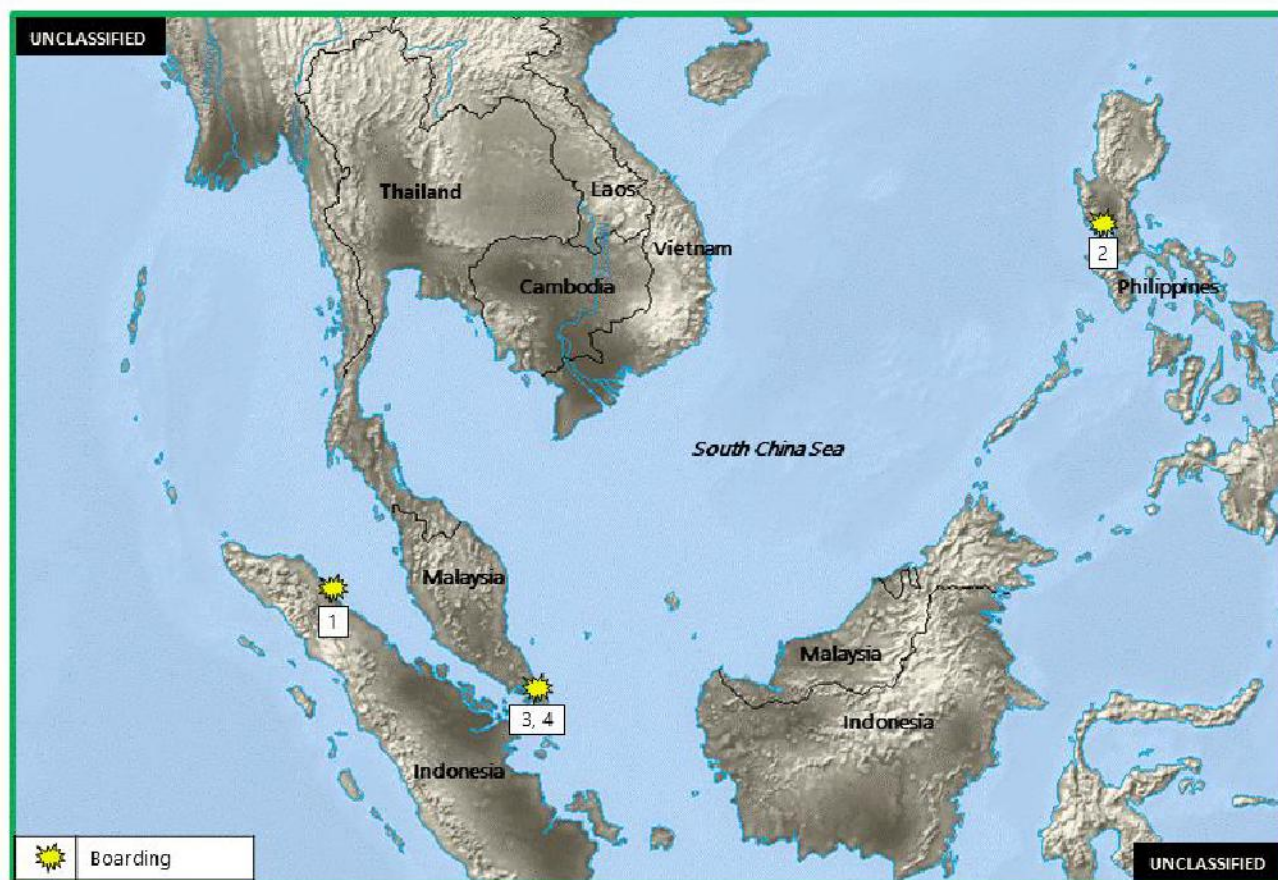 UNCLASSIFIED
Thailand
Laos
Vietnam
2
Cambodia
Philippines
South China Sea
Malaysia
1
Malaysia
3, 4
Indonesia
Indonesia
Boarding
UNCLASSIFIED